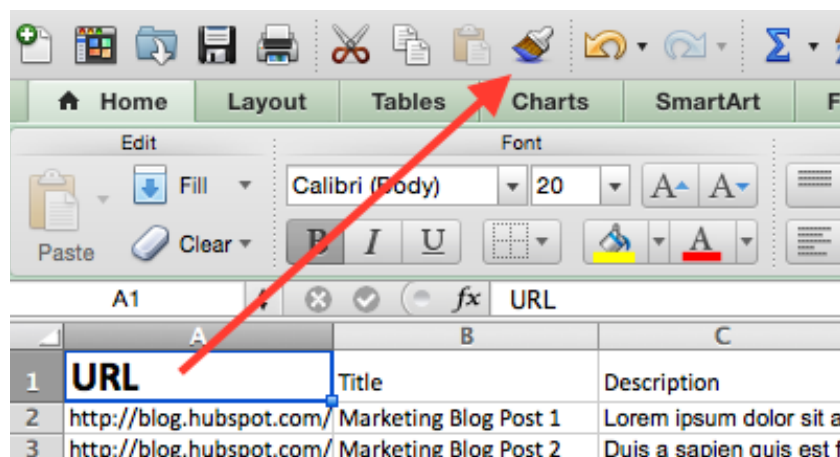 Home Layout Tables Charts SmartArt F
Edit Font
Fill Calibri (Body) 20 A A
Paste Clear B I U A
A1 fx URL
A B C
1 URL Title Description
2 http://blog.hubspot.com/ Marketing Blog Post 1 Lorem ipsum dolor sit a
3 http://blog.hubspot.com/ Marketing Blog Post 2 Duis a sapien quis est f